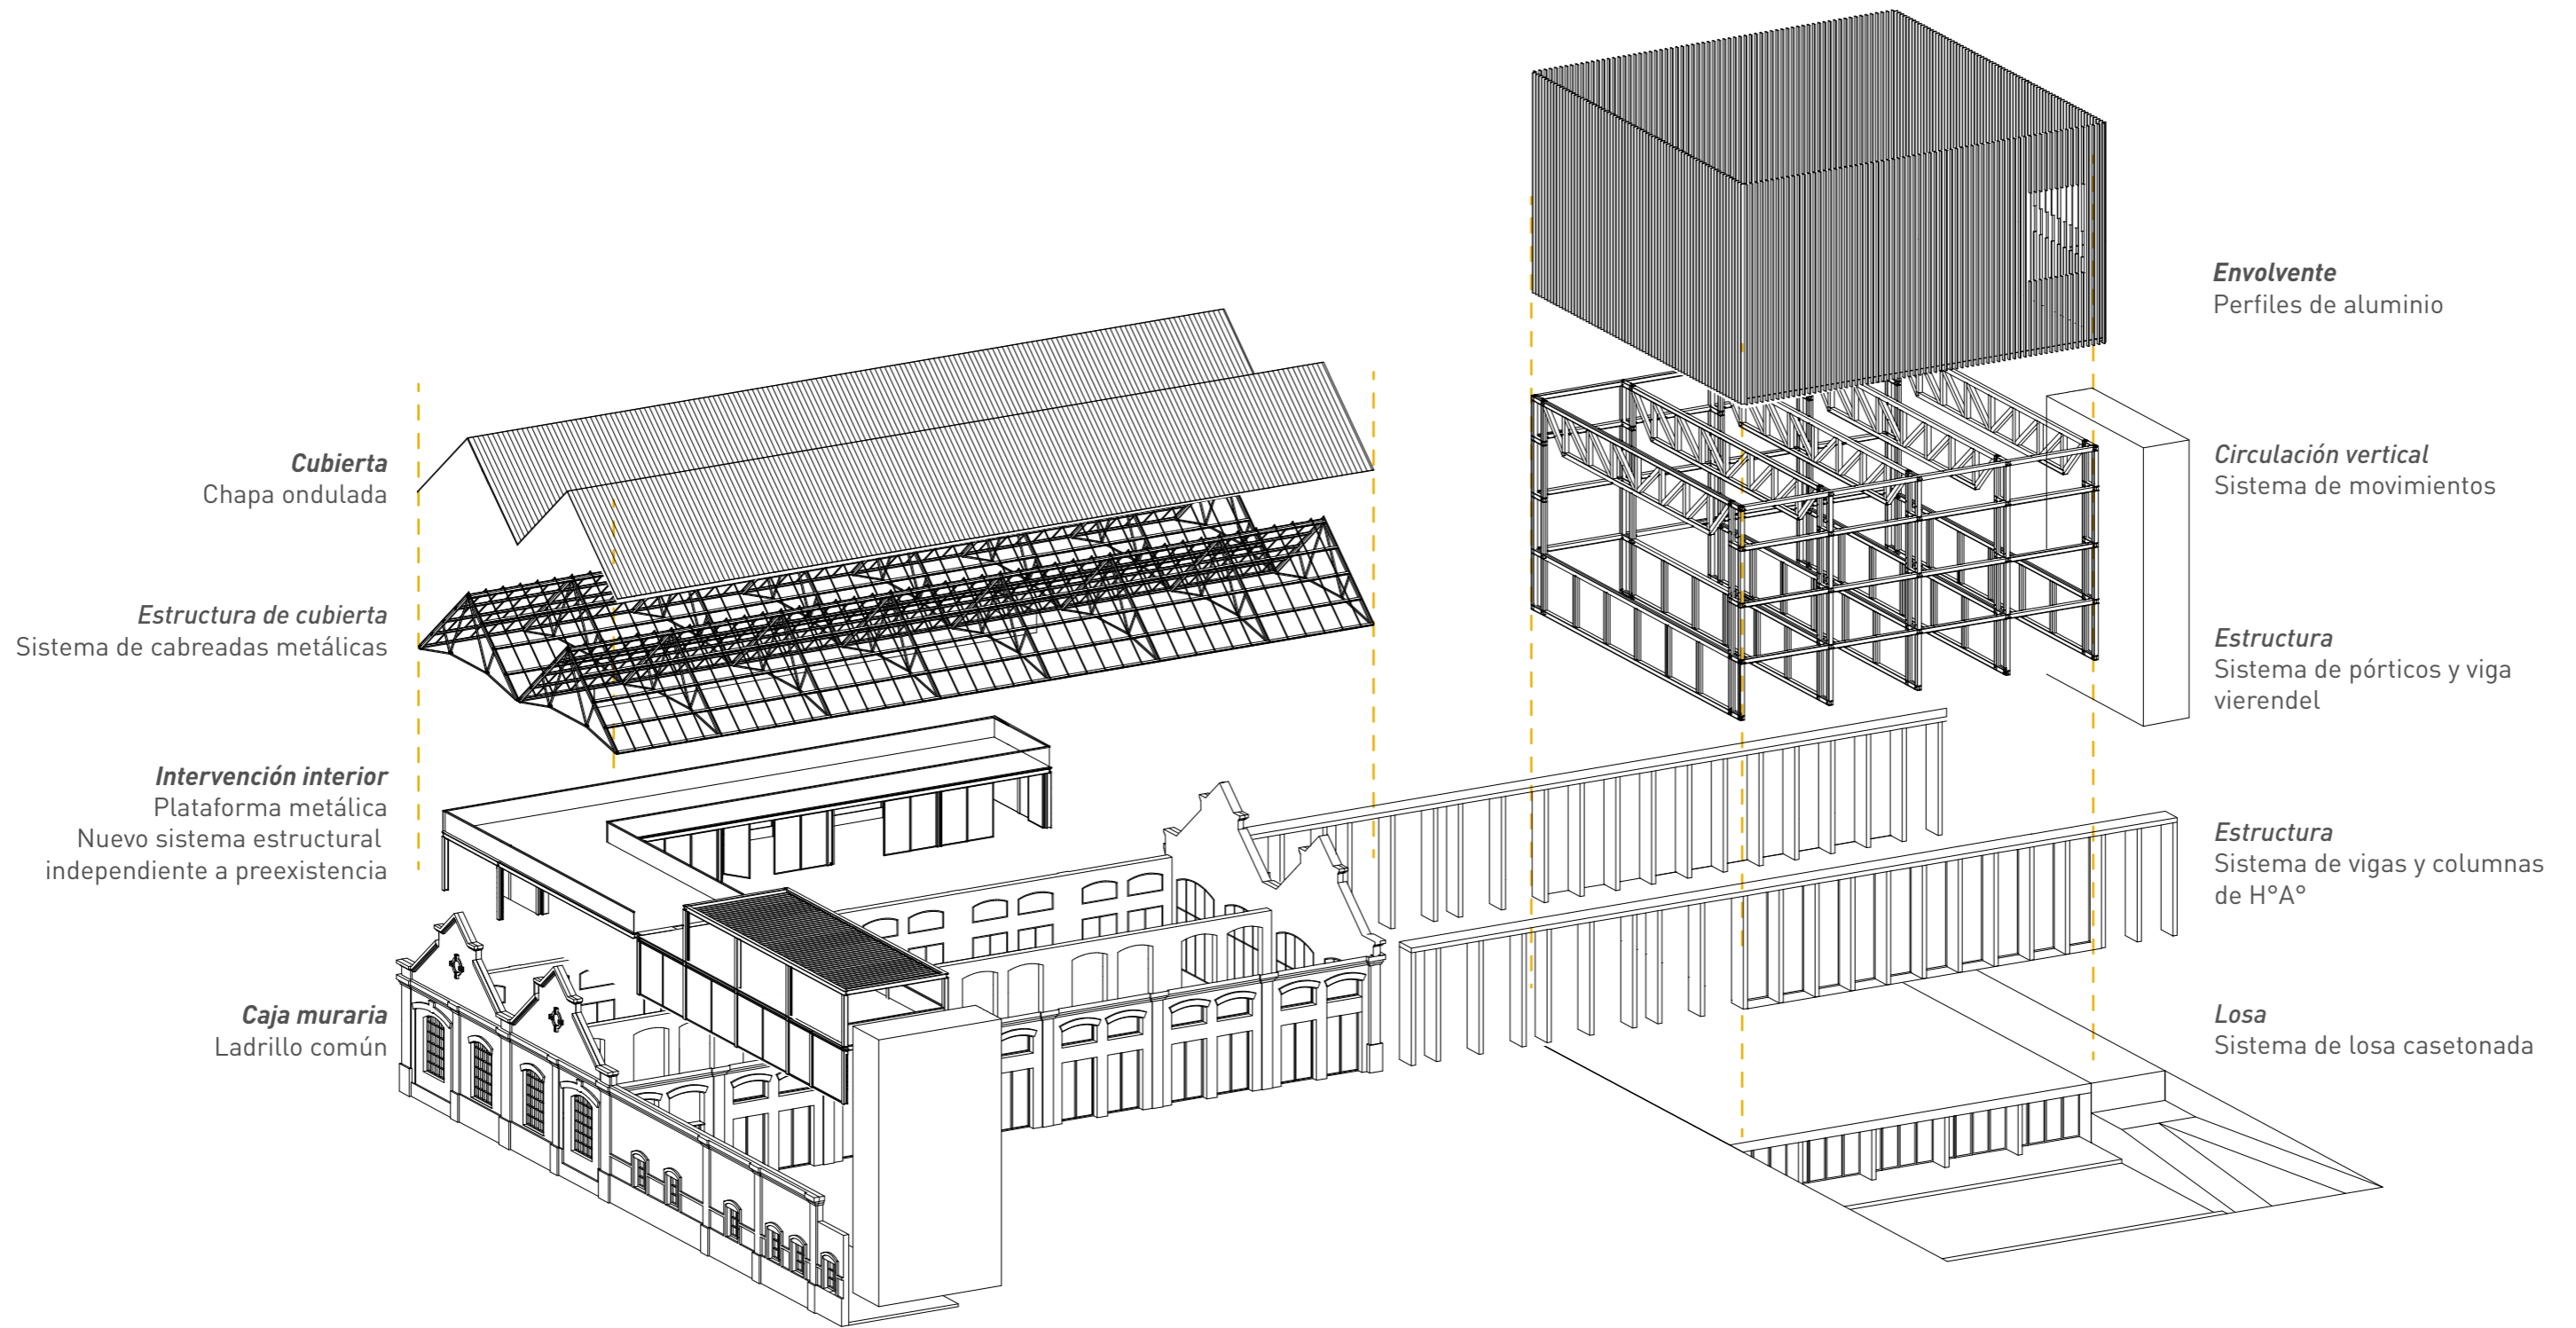 Cubierta
Chapa ondulada
Estructura de cubierta
Sistema de cabreadas metálicas
Intervención interior
Plataforma metálica
Nuevo sistema estructural
independiente a preexistencia
Caja muraria
Ladrillo común
Envolvente
Perfiles de aluminio
Circulación vertical
Sistema de movimientos
Estructura
Sistema de pórticos y viga
vierendel
Estructura
Sistema de vigas y columnas
de H°A°
Losa
Sistema de losa casetonada